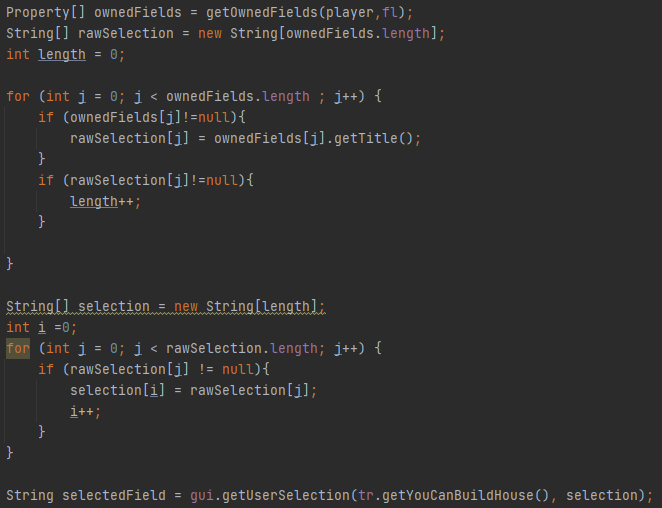 Property[] ownedFields = getOwnedFields(player,fl);
String[] rawSelection = new String[ownedFields.length];
int length = 0;

for (int j = 0; j < ownedFields.length ; j++) {
    if (ownedFields[j]!=null){
        rawSelection[j] = ownedFields[j].getTitle();
    }
    if (rawSelection[j]!=null){
        length++;
    }

}

String[] selection = new String[length];
int i =0;
for (int j = 0; j < rawSelection.length; j++) {
    if (rawSelection[j] != null){
        selection[i] = rawSelection[j];
        i++;
    }
}

String selectedField = gui.getUserSelection(tr.getYouCanBuildHouse(), selection);